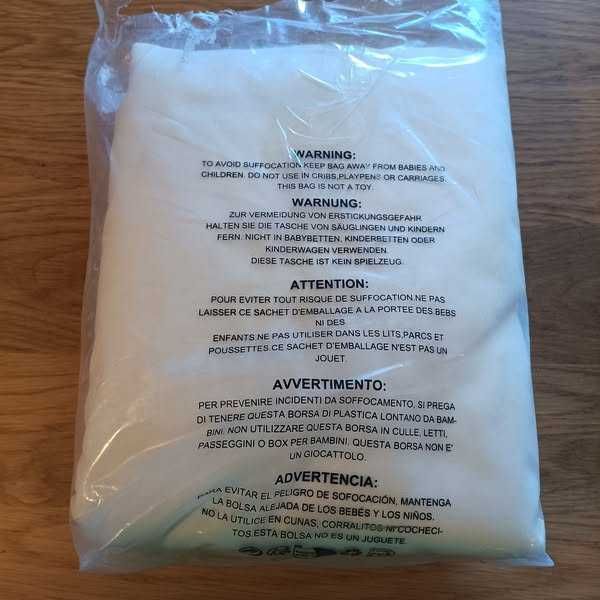 WARNING:
TO AVOID SUFFOCATION KEEP BAG AWAY FROM BABIES AND
CHILDREN. DO NOT USE IN CRIBS,PLAYPENS OR CARRIAGES.
THIS BAG IS NOT A TOY.
WARNUNG:
ZUR VERMEIDUNG VON ERSTICKUNGSGEFAHR
HALTEN SIE DIE TASCHE VON SÄUGLINGEN UND KINDERN
FERN. NICHT IN BABYBETTEN, KINDERBETTEN ODER
KINDERWAGEN VERWENDEN.
DIESE TASCHE IST KEIN SPIELZEUG.
ATTENTION:
POUR EVITER TOUT RISQUE DE SUFFOCATION.NE PAS
LAISSER CE SACHET D'EMBALLAGE A LA PORTEE DES BEBS
NI DES
ENFANTS NE PAS UTILISER DANS LES LITS,PARCS ET
POUSSETTES CE SACHET D'EMBALLAGE N'EST PAS UN
JOUET.
AVVERTIMENTO:
PER PREVENIRE INCIDENTI DA SOFFOCAMENTO, SI PREGA
DI TENERE QUESTA BORSA DI PLASTICA LONTANO DA BAM-
BINI. NON UTILIZZARE QUESTA BORSA IN CULLE, LETTI,
PASSEGGINI O BOX PER BAMBINI. QUESTA BORSA NON E'
UN GIOCATTOLO.
ADVERTENCIA:
PARA EVITAR EL PELIGRO DE SOFOCACIÓN, MANTENGA
LA BOLSA ALEJADA DE LOS BEBES Y LOS NIÑOS.
NO LA UTILICE EN CUNAS, CORRALITOS NI COCHECI-
TOS.ESTA BOLSA NO ES UN JUGUETE.